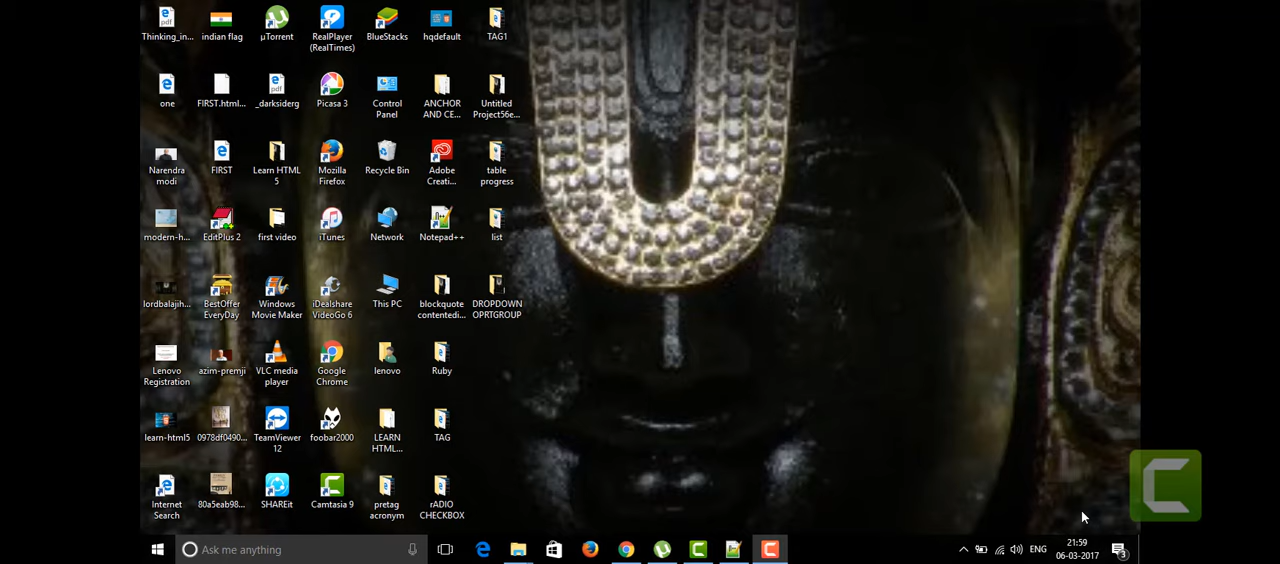 Thinking_in...
indian flag
µTorrent
RealPlayer
(RealTimes)
BlueStacks
hqdefault
TAG1
one
FIRST.html...
_darksiderg
Picasa 3
Control
Panel
ANCHOR
AND CE...
Untitled
Project56e...
Narendra
modi
FIRST
Learn HTML
5
Mozilla
Firefox
Recycle Bin
Adobe
Creati...
table
progress
modern-h...
EditPlus 2
first video
iTunes
Network
Notepad++
list
lordbalajih...
BestOffer
EveryDay
Windows
Movie Maker
iDealshare
VideoGo 6
This PC
blockquote
contentedi...
DROPDOWN
OPRTGROUP
Lenovo
Registration
azim-premji
VLC media
player
Google
Chrome
lenovo
Ruby
learn-html5
0978df0490...
TeamViewer
12
foobar2000
LEARN
HTML...
TAG
Internet
Search
80a5eab98...
SHAREit
Camtasia 9
pretag
acronym
rADIO
CHECKBOX
Ask me anything
ENG
21:59
06-03-2017
3